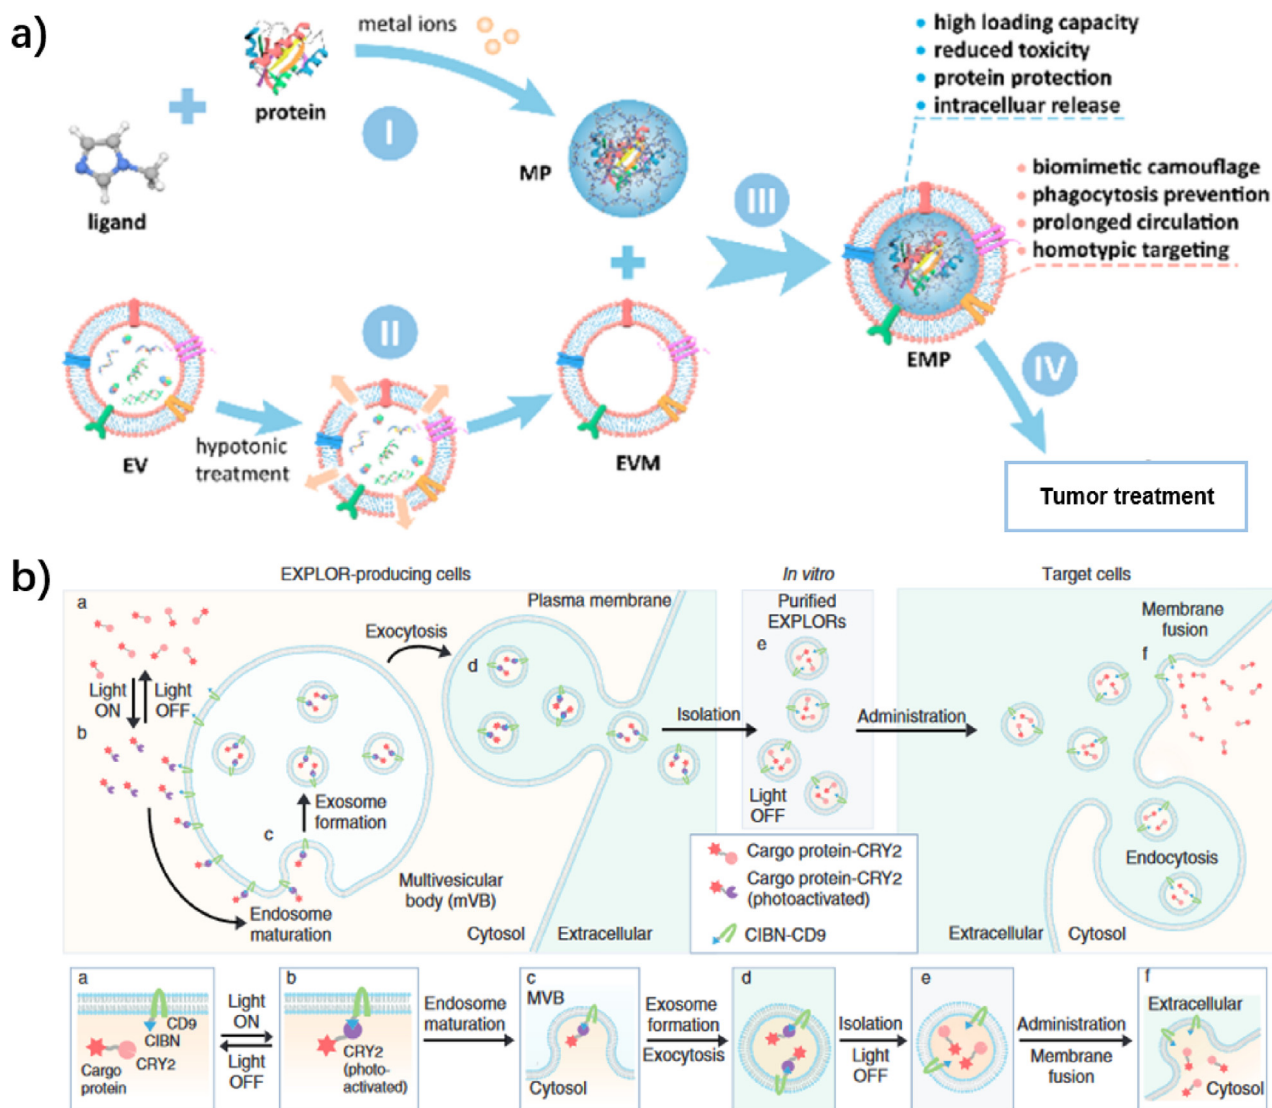 a)
metal ions
protein
I
ligand
MP
high loading capacity
reduced toxicity
protein protection
intracelluar release
biomimetic camouflage
phagocytosis prevention
prolonged circulation
homotypic targeting
III
II
EV
hypotonic
treatment
EVM
EMP
IV
Tumor treatment
b)
EXPLOR-producing cells
In vitro
Target cells
a
Plasma membrane
Purified
EXPLORs
Membrane
fusion
Exocytosis
d
e
f
Light
ON
Light
OFF
b
Isolation
Administration
Exosome
formation
c
Light
OFF
Multivesicular
body (mVB)
Endosome
maturation
Cytosol
Extracellular
Cargo protein-CRY2
Cargo protein-CRY2
(photoactivated)
CIBN-CD9
Endocytosis
Extracellular
Cytosol
a
CD9
CIBN
CRY2
Cargo
protein
Light
ON
Light
OFF
b
CRY2
(photo-
activated)
Endosome
maturation
c
MVB
Cytosol
Exosome
formation
Exocytosis
d
Isolation
Light
OFF
e
Administration
Membrane
fusion
f
Extracellular
Cytosol